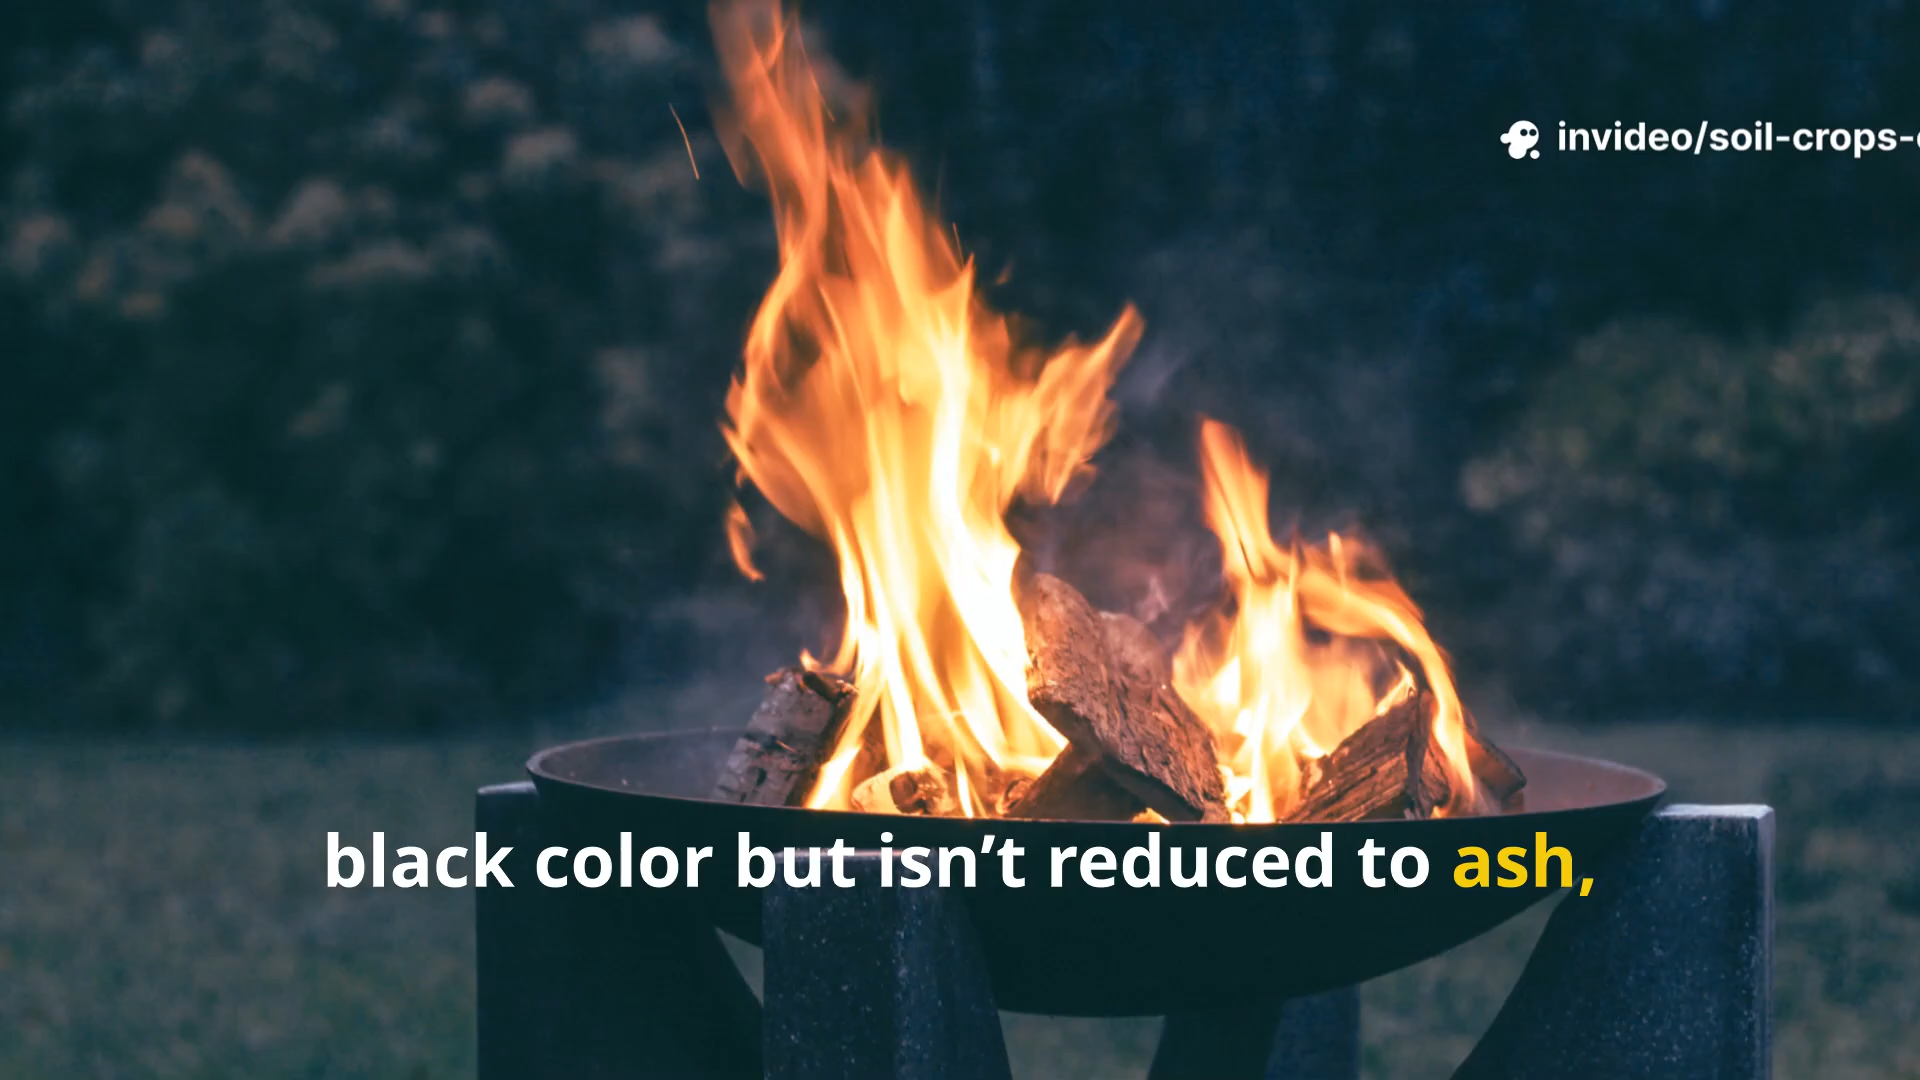 invideo/soil-crops-
black color but isn’t reduced to ash,